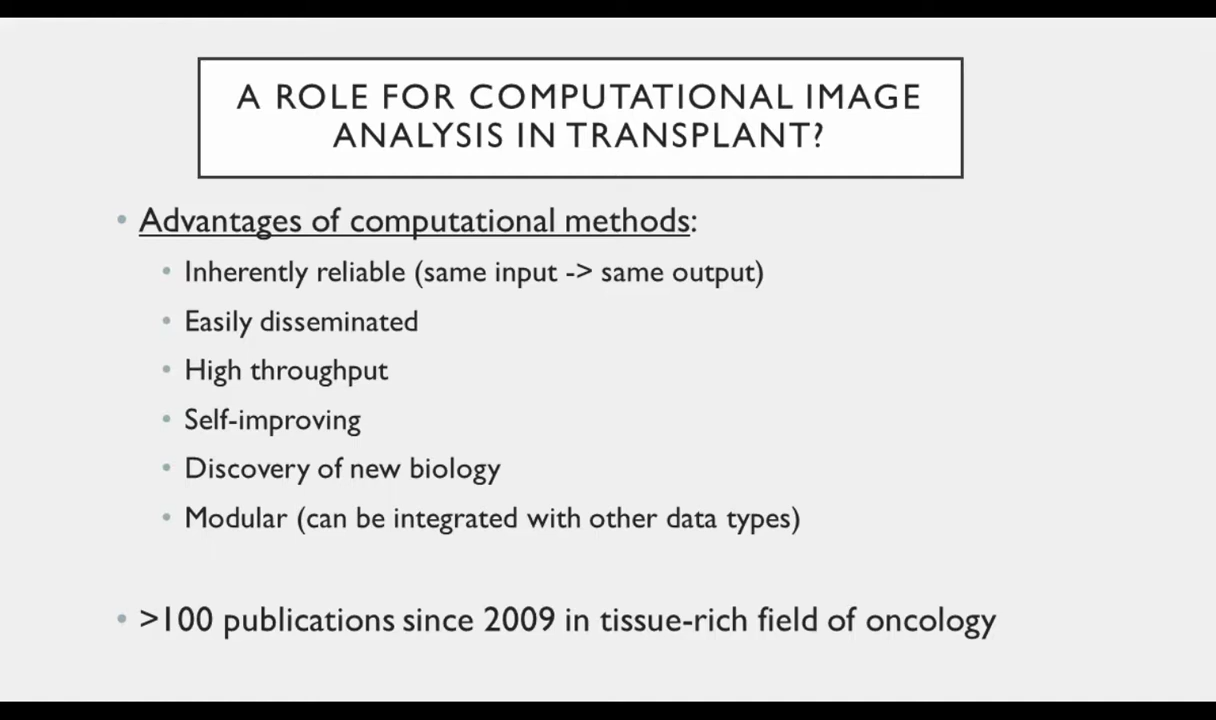 A ROLE FOR COMPUTATIONAL IMAGE
ANALYSIS IN TRANSPLANT?
• Advantages of computational methods:
• Inherently reliable (same input -> same output)
• Easily disseminated
• High throughput
• Self-improving
• Discovery of new biology
• Modular (can be integrated with other data types)
• >100 publications since 2009 in tissue-rich field of oncology